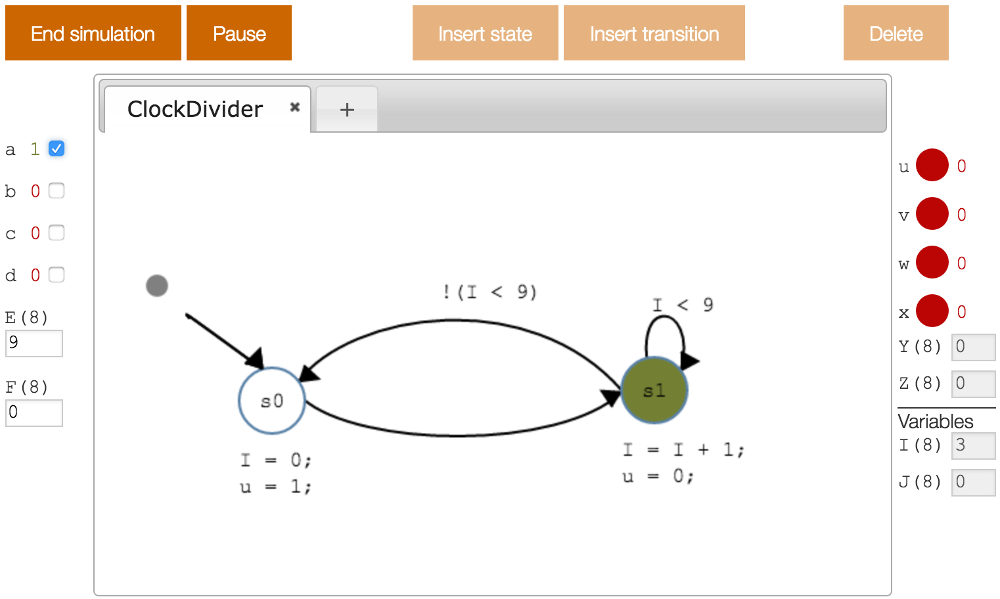 End simulation Pause Insert state Insert transition Delete
ClockDivider ✖ +
a 1
b 0
c 0
d 0
E(8)
9
F(8)
0
!(I < 9)
I < 9
s0
s1
I = 0;
u = 1;
I = I + 1;
u = 0;
u 0
v 0
w 0
x 0
Y(8) 0
Z(8) 0
Variables
I(8) 3
J(8) 0